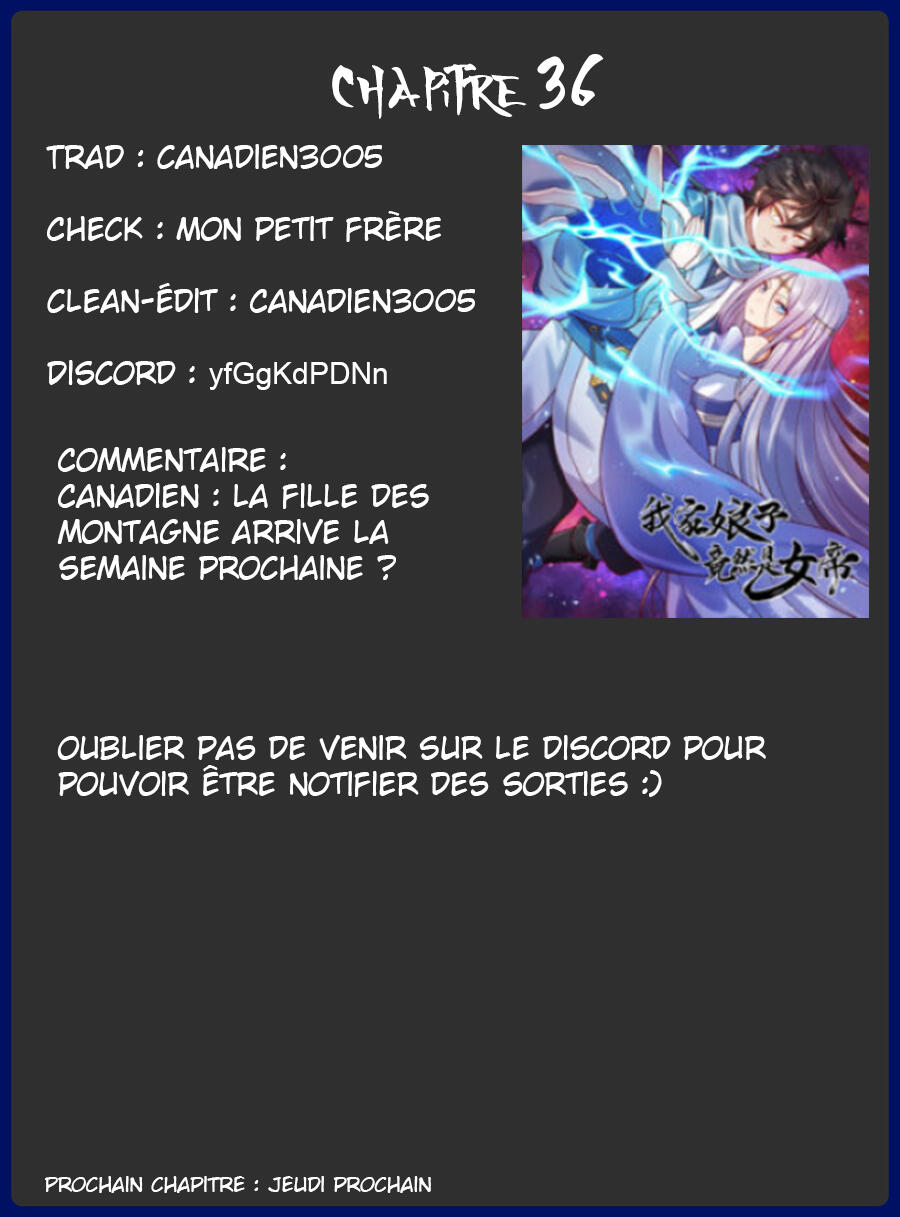 CHAPITRE 36
TRAD : CANADIEN3005
CHECK : MON PETIT FRÈRE
CLEAN-ÉDIT : CANADIEN3005
DISCORD : yfGgKdPDNn
COMMENTAIRE :
CANADIEN : LA FILLE DES
MONTAGNE ARRIVE LA
SEMAINE PROCHAINE ?
我家娘子
竟然是女帝
OUBLIER PAS DE VENIR SUR LE DISCORD POUR
POUVOIR ÊTRE NOTIFIER DES SORTIES :)
PROCHAIN CHAPITRE : JEUDI PROCHAIN